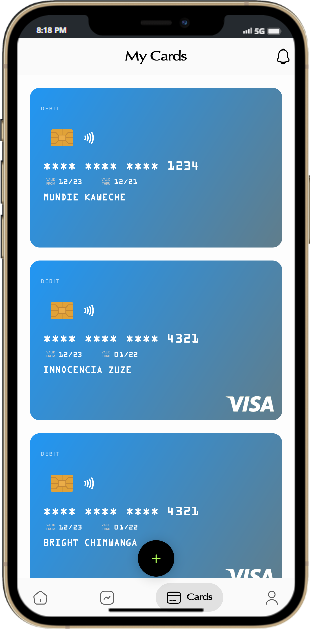 8:18 PM 5G
My Cards
DEBIT
**** **** **** 1234
12/23 12/21
MUNDIE KAWECHE
DEBIT
**** **** **** 4321
12/23 01/22
INNOCENCIA ZUZE
VISA
DEBIT
**** **** **** 4321
12/23 01/22
BRIGHT CHIMWANGA
+
VISA
Cards